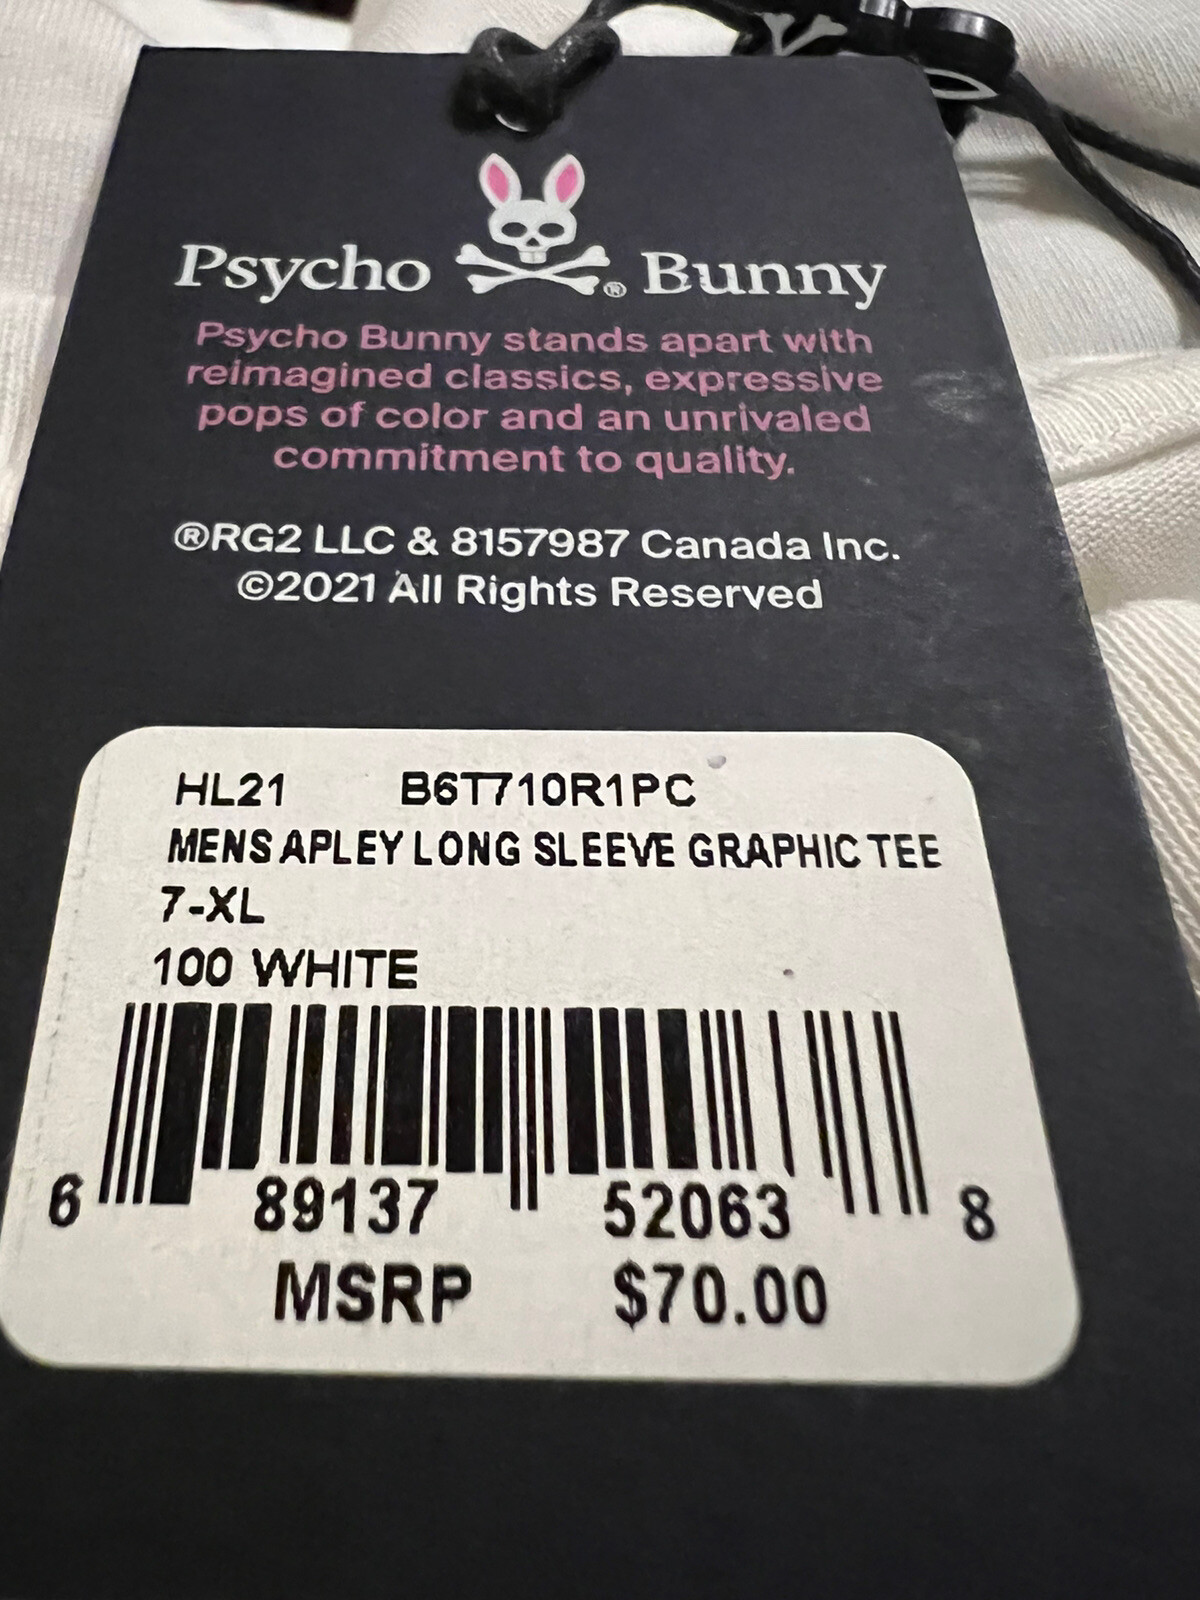 Psycho Bunny
Psycho Bunny stands apart with
reimagined classics, expressive
pops of color and an unrivaled
commitment to quality.
®RG2 LLC & 8157987 Canada Inc.
©2021 All Rights Reserved
HL21 B6T710R1PC
MENS APLEY LONG SLEEVE GRAPHIC TEE
7-XL
100 WHITE
6 89137 52063 8
MSRP $70.00